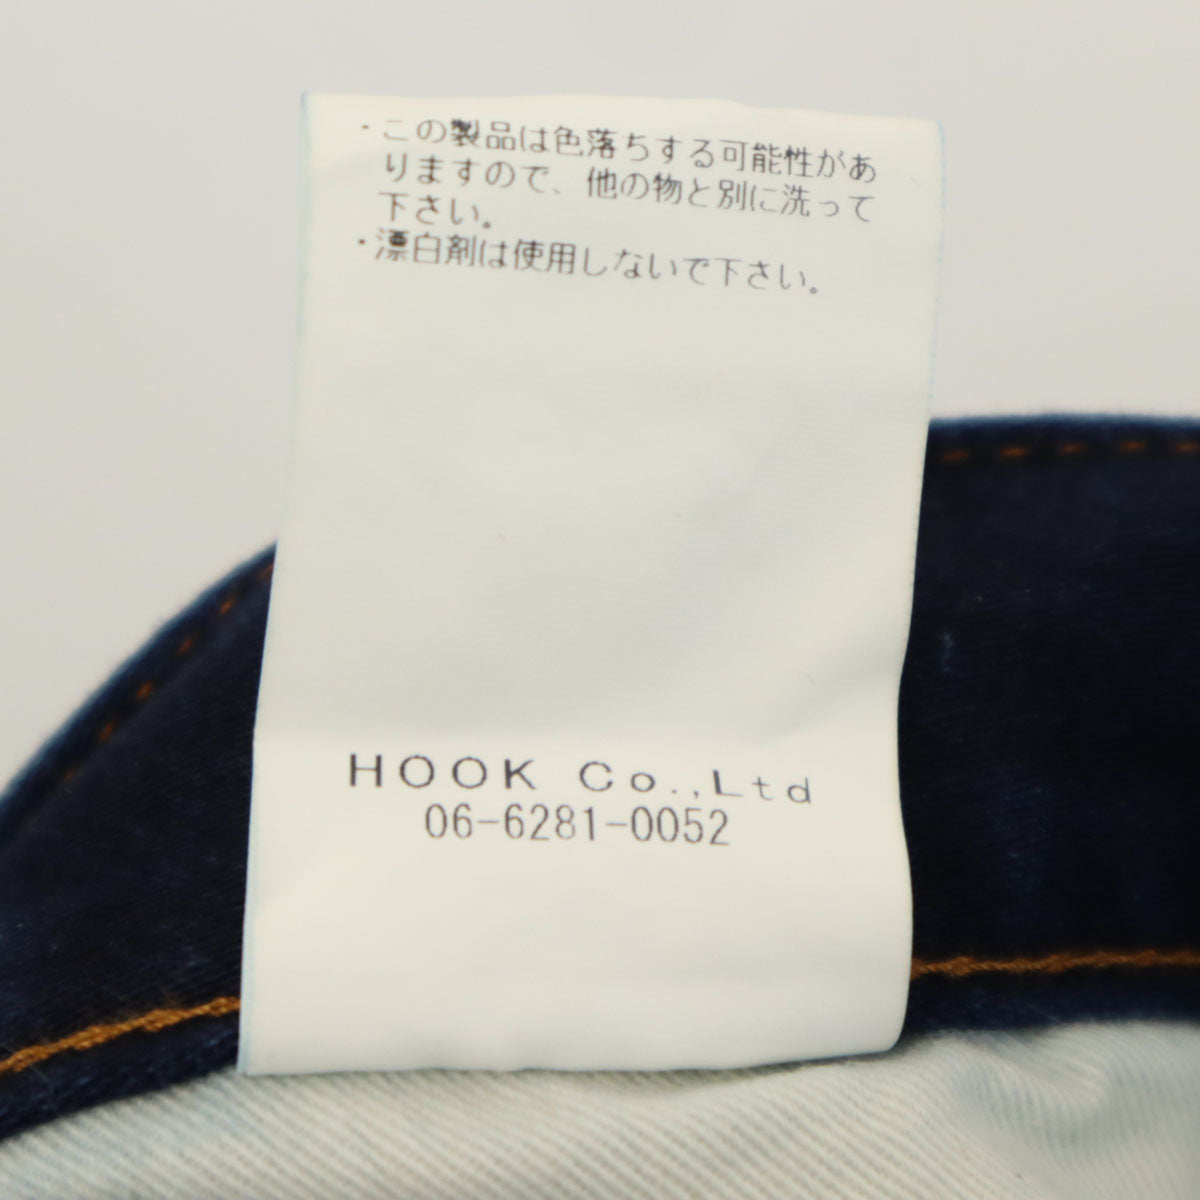 ・この製品は色落ちする可能性があ
りますので、他の物と別に洗って
下さい。
・漂白剤は使用しないで下さい。
HOOK Co.,Ltd
06-6281-0052